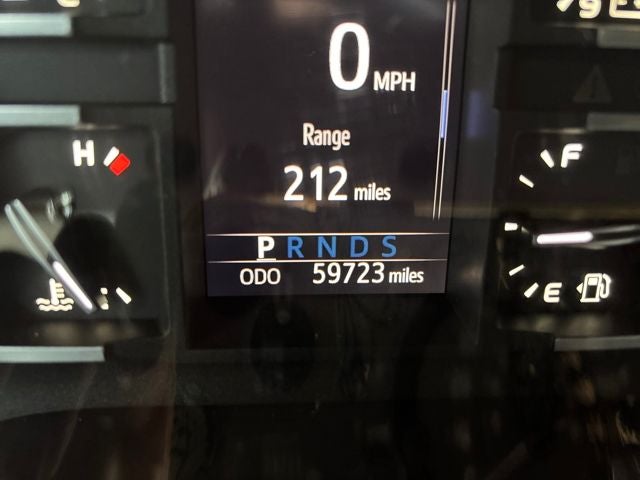 0 MPH
Range
212 miles
P R N D S
ODO 59723 miles
H
C
F
E